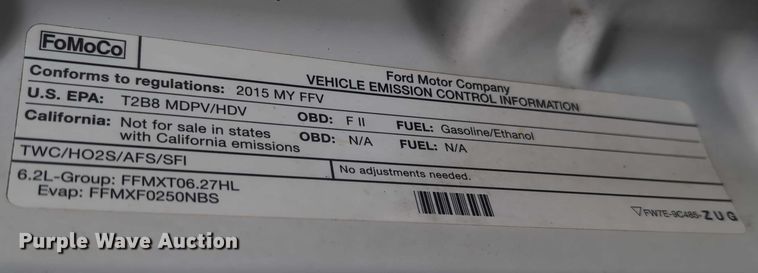 FoMoCo
Ford Motor Company
VEHICLE EMISSION CONTROL INFORMATION
Conforms to regulations: 2015 MY FFV
U.S. EPA: T2B8 MDPV/HDV OBD: F II FUEL: Gasoline/Ethanol
California: Not for sale in states with California emissions OBD: N/A FUEL: N/A
TWC/HO2S/AFS/SFI
No adjustments needed.
6.2L-Group: FFMXT06.27HL
Evap: FFMXF0250NBS
FW7E-9C485-ZUG
Purple Wave Auction